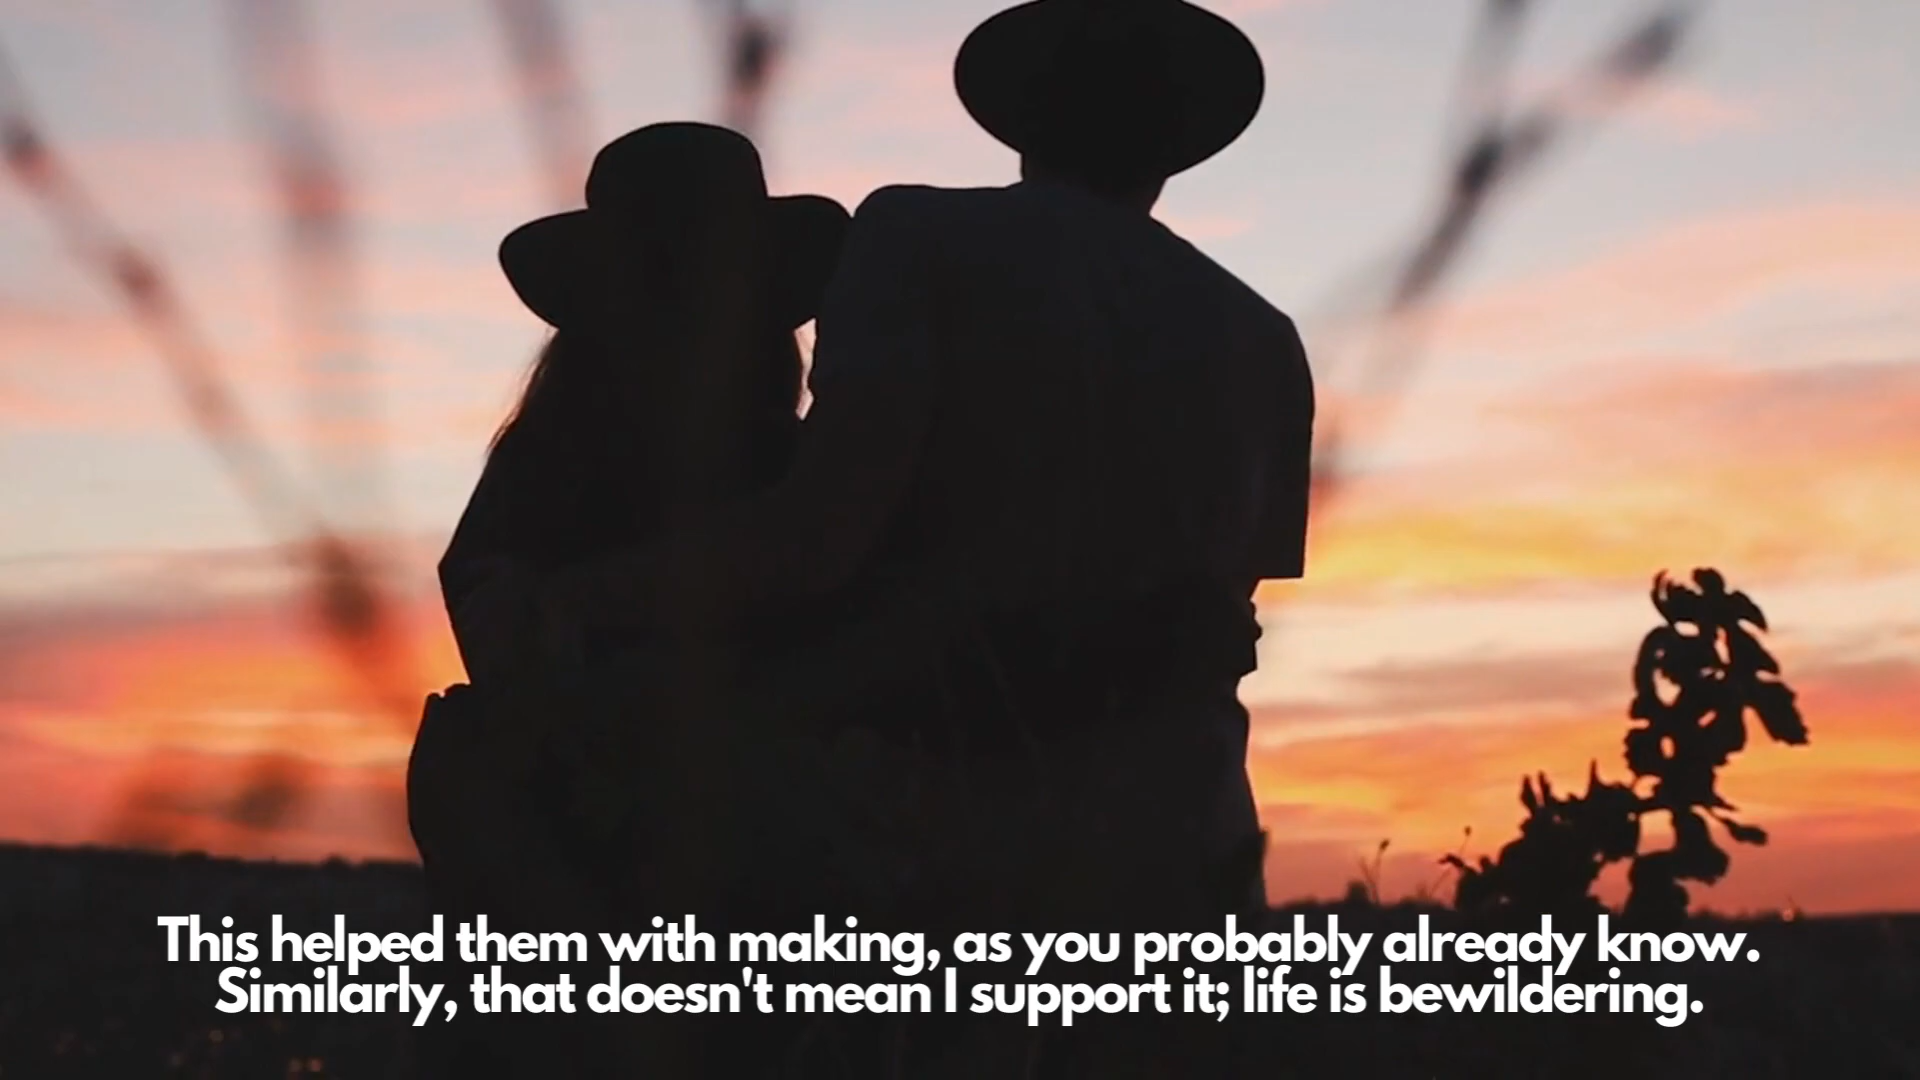 This helped them with making, as you probably already know.
Similarly, that doesn't mean I support it; life is bewildering.